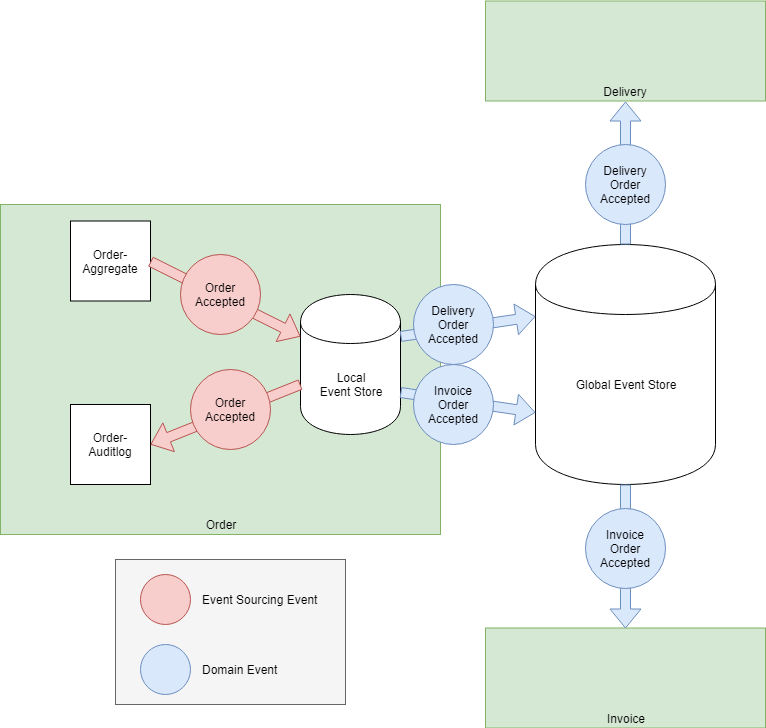 Delivery
Delivery
Order
Accepted
Order-
Aggregate
Order
Accepted
Delivery
Order
Accepted
Local
Event Store
Global Event Store
Order
Accepted
Invoice
Order
Accepted
Order-
Auditlog
Order
Invoice
Order
Accepted
Event Sourcing Event
Domain Event
Invoice